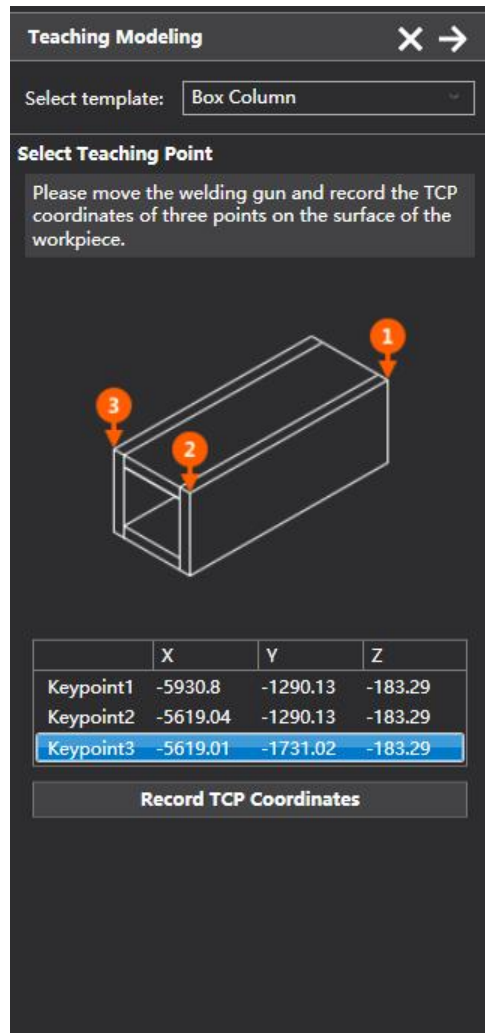 Teaching Modeling
Select template: Box Column
Select Teaching Point
Please move the welding gun and record the TCP
coordinates of three points on the surface of the
workpiece.
1
3
2
X Y Z
Keypoint1 -5930.8 -1290.13 -183.29
Keypoint2 -5619.04 -1290.13 -183.29
Keypoint3 -5619.01 -1731.02 -183.29
Record TCP Coordinates